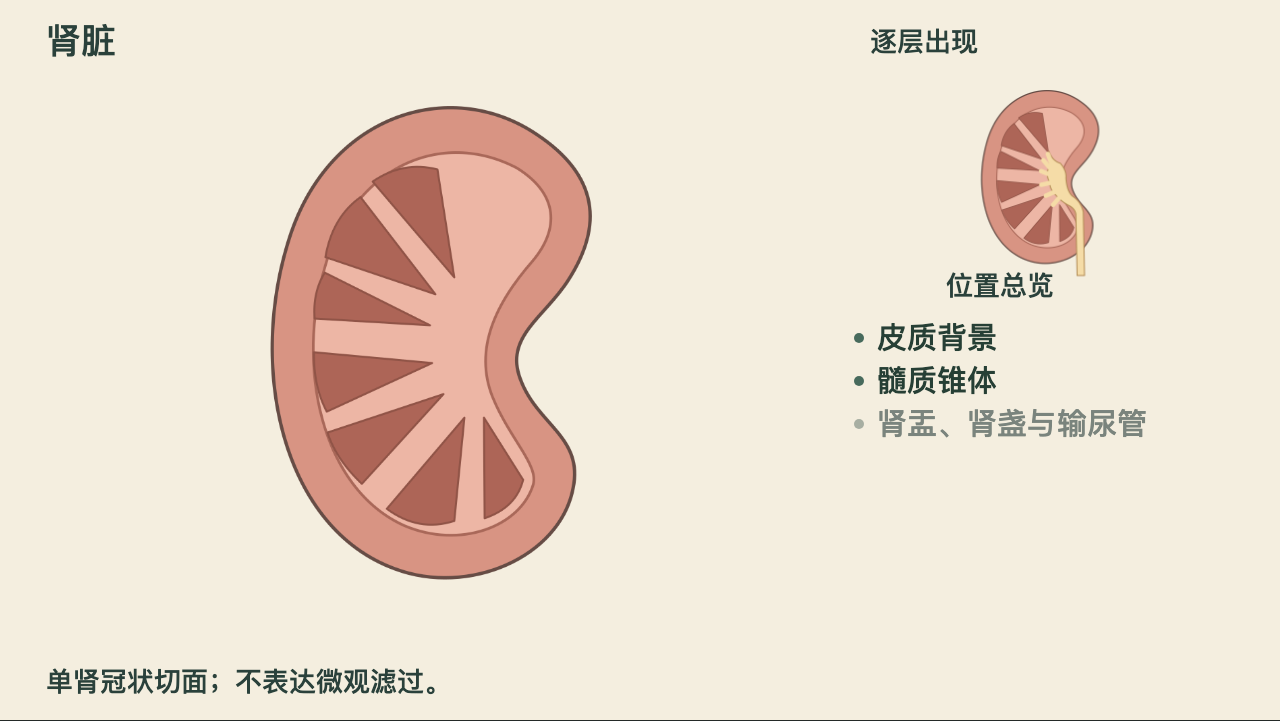 肾脏
逐层出现
位置总览
皮质背景
髓质锥体
肾盂、肾盏与输尿管
单肾冠状切面；不表达微观滤过。